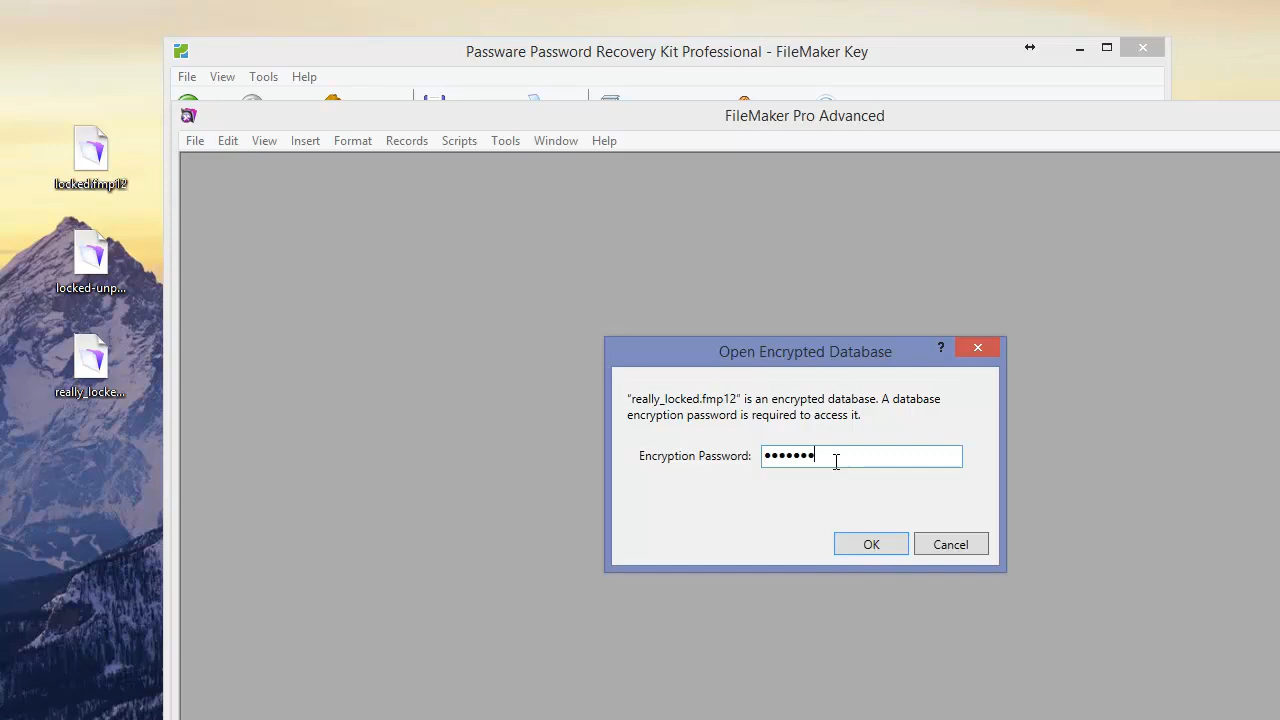 Passware Password Recovery Kit Professional - FileMaker Key
File View Tools Help
FileMaker Pro Advanced
File Edit View Insert Format Records Scripts Tools Window Help
locked.fmp12
locked-unp...
really_locke...
Open Encrypted Database
?
"really_locked.fmp12" is an encrypted database. A database
encryption password is required to access it.
Encryption Password: •••••••
OK Cancel